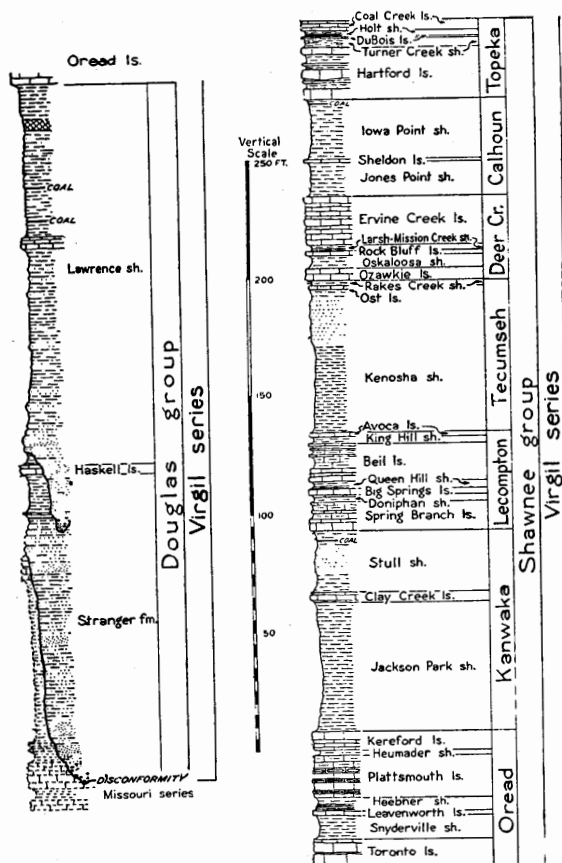 Oread ls.
COAL
COAL
Lawrence sh.
Haskell ls.
Stranger fm.
DISCONFORMITY
Missouri series
Douglas group
Virgil series
Vertical
Scale
250 FT.
200
150
100
50
Coal Creek ls.
Holt sh.
DuBois ls.
Turner Creek sh.
Hartford ls.
COAL
Iowa Point sh.
Sheldon ls.
Jones Point sh.
Ervine Creek ls.
Larsh-Mission Creek sh.
Rock Bluff ls.
Oskaloosa sh.
Ozawkie ls.
Rakes Creek sh.
Ost ls.
Kenosha sh.
Avoca ls.
King Hill sh.
Beil ls.
Queen Hill sh.
Big Springs ls.
Doniphan sh.
Spring Branch ls.
COAL
Stull sh.
Clay Creek ls.
Jackson Park sh.
Kereford ls.
Heumader sh.
Plattsmouth ls.
Heebner sh.
Leavenworth ls.
Snyderville sh.
Toronto ls.
Topeka
Calhoun
Deer Cr.
Tecumseh
Lecompton
Kanwaka
Oread
Shawnee group
Virgil series